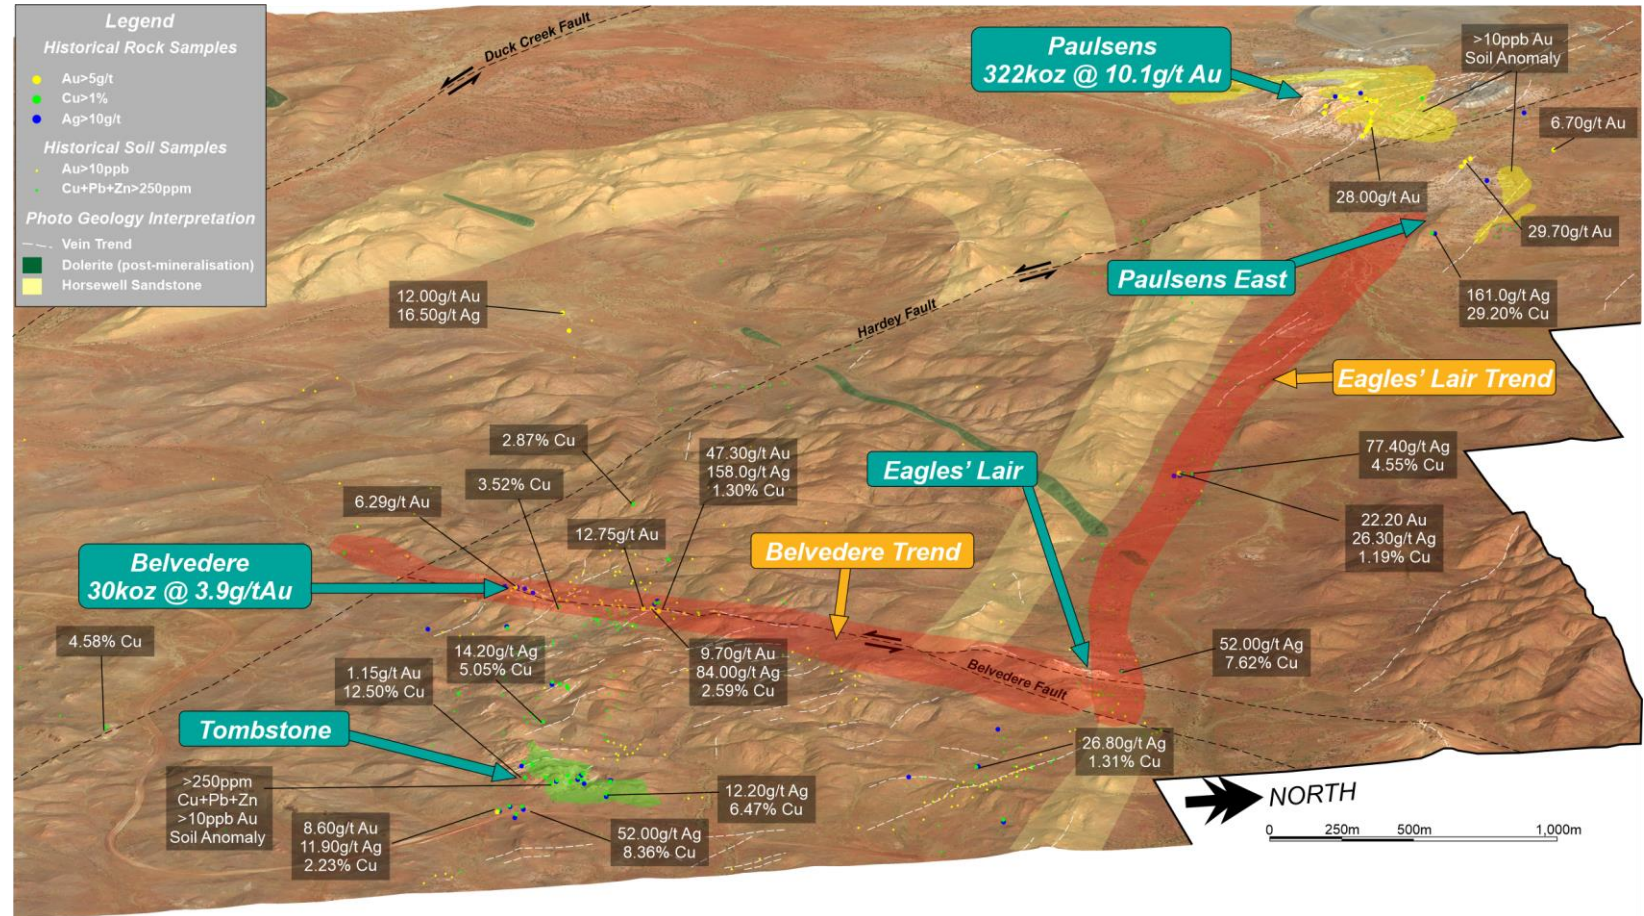 Legend
Historical Rock Samples
Au>5g/t
Cu>1%
Ag>10g/t
Historical Soil Samples
Au>10ppb
Cu+Pb+Zn>250ppm
Photo Geology Interpretation
Vein Trend
Dolerite (post-mineralisation)
Horsewell Sandstone
Duck Creek Fault
Paulsens
322koz @ 10.1g/t Au
>10ppb Au
Soil Anomaly
6.70g/t Au
28.00g/t Au
29.70g/t Au
Paulsens East
161.0g/t Ag
29.20% Cu
12.00g/t Au
16.50g/t Ag
Hardey Fault
Eagles' Lair Trend
2.87% Cu
47.30g/t Au
158.0g/t Ag
1.30% Cu
3.52% Cu
Eagles' Lair
77.40g/t Ag
4.55% Cu
6.29g/t Au
12.75g/t Au
22.20 Au
26.30g/t Ag
1.19% Cu
Belvedere Trend
Belvedere
30koz @ 3.9g/tAu
4.58% Cu
14.20g/t Ag
5.05% Cu
9.70g/t Au
84.00g/t Ag
2.59% Cu
52.00g/t Ag
7.62% Cu
1.15g/t Au
12.50% Cu
Belvedere Fault
Tombstone
26.80g/t Ag
1.31% Cu
>250ppm
Cu+Pb+Zn
>10ppb Au
Soil Anomaly
12.20g/t Ag
6.47% Cu
8.60g/t Au
11.90g/t Ag
2.23% Cu
52.00g/t Ag
8.36% Cu
NORTH
0 250m 500m 1,000m